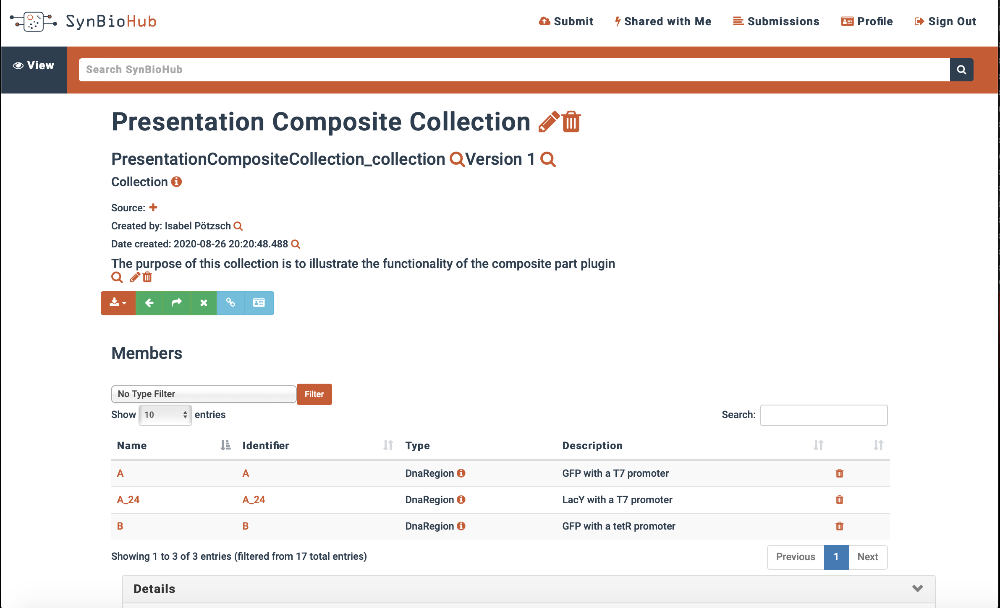 SynBioHub
Submit Shared with Me Submissions Profile Sign Out
View
Search SynBioHub
Presentation Composite Collection
PresentationCompositeCollection_collection Version 1
Collection
Source:
Created by: Isabel Pötzsch
Date created: 2020-08-26 20:20:48.488
The purpose of this collection is to illustrate the functionality of the composite part plugin
Members
No Type Filter Filter
Show 10 entries Search:
Name Identifier Type Description
A A DnaRegion GFP with a T7 promoter
A_24 A_24 DnaRegion LacY with a T7 promoter
B B DnaRegion GFP with a tetR promoter
Showing 1 to 3 of 3 entries (filtered from 17 total entries) Previous 1 Next
Details